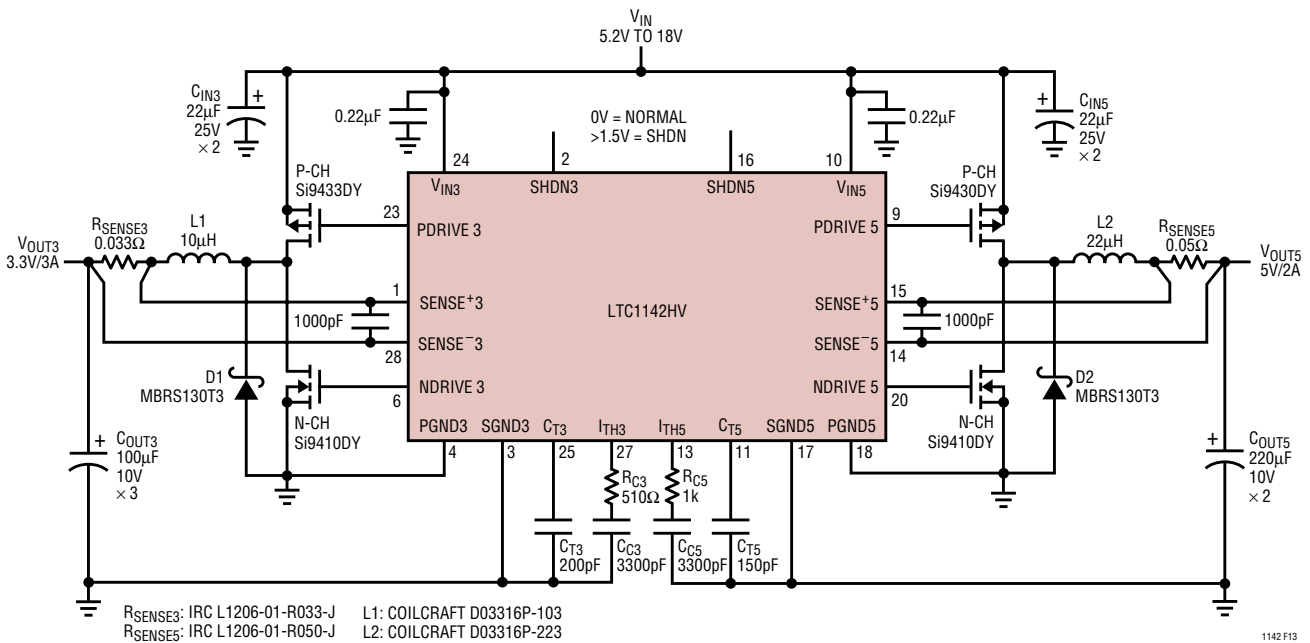 VIN
5.2V TO 18V
CIN3
22µF
25V
× 2
+
0.22µF
0V = NORMAL
>1.5V = SHDN
0.22µF
+
CIN5
22µF
25V
× 2
24
2
16
10
VIN3
SHDN3
SHDN5
VIN5
P-CH
Si9433DY
P-CH
Si9430DY
23
PDRIVE 3
PDRIVE 5
9
VOUT3
3.3V/3A
RSENSE3
0.033Ω
L1
10µH
L2
22µH
RSENSE5
0.05Ω
VOUT5
5V/2A
1
SENSE+3
SENSE+5
15
1000pF
LTC1142HV
1000pF
SENSE–3
28
SENSE–5
14
D1
MBRS130T3
NDRIVE 3
6
NDRIVE 5
20
D2
MBRS130T3
N-CH
Si9410DY
N-CH
Si9410DY
PGND3
SGND3
CT3
ITH3
ITH5
CT5
SGND5
PGND5
4
3
25
27
13
11
17
18
+
COUT3
100µF
10V
× 3
RC3
510Ω
RC5
1k
+
COUT5
220µF
10V
× 2
CT3
200pF
CC3
3300pF
CC5
3300pF
CT5
150pF
RSENSE3: IRC L1206-01-R033-J
L1: COILCRAFT D03316P-103
RSENSE5: IRC L1206-01-R050-J
L2: COILCRAFT D03316P-223
1142 F13